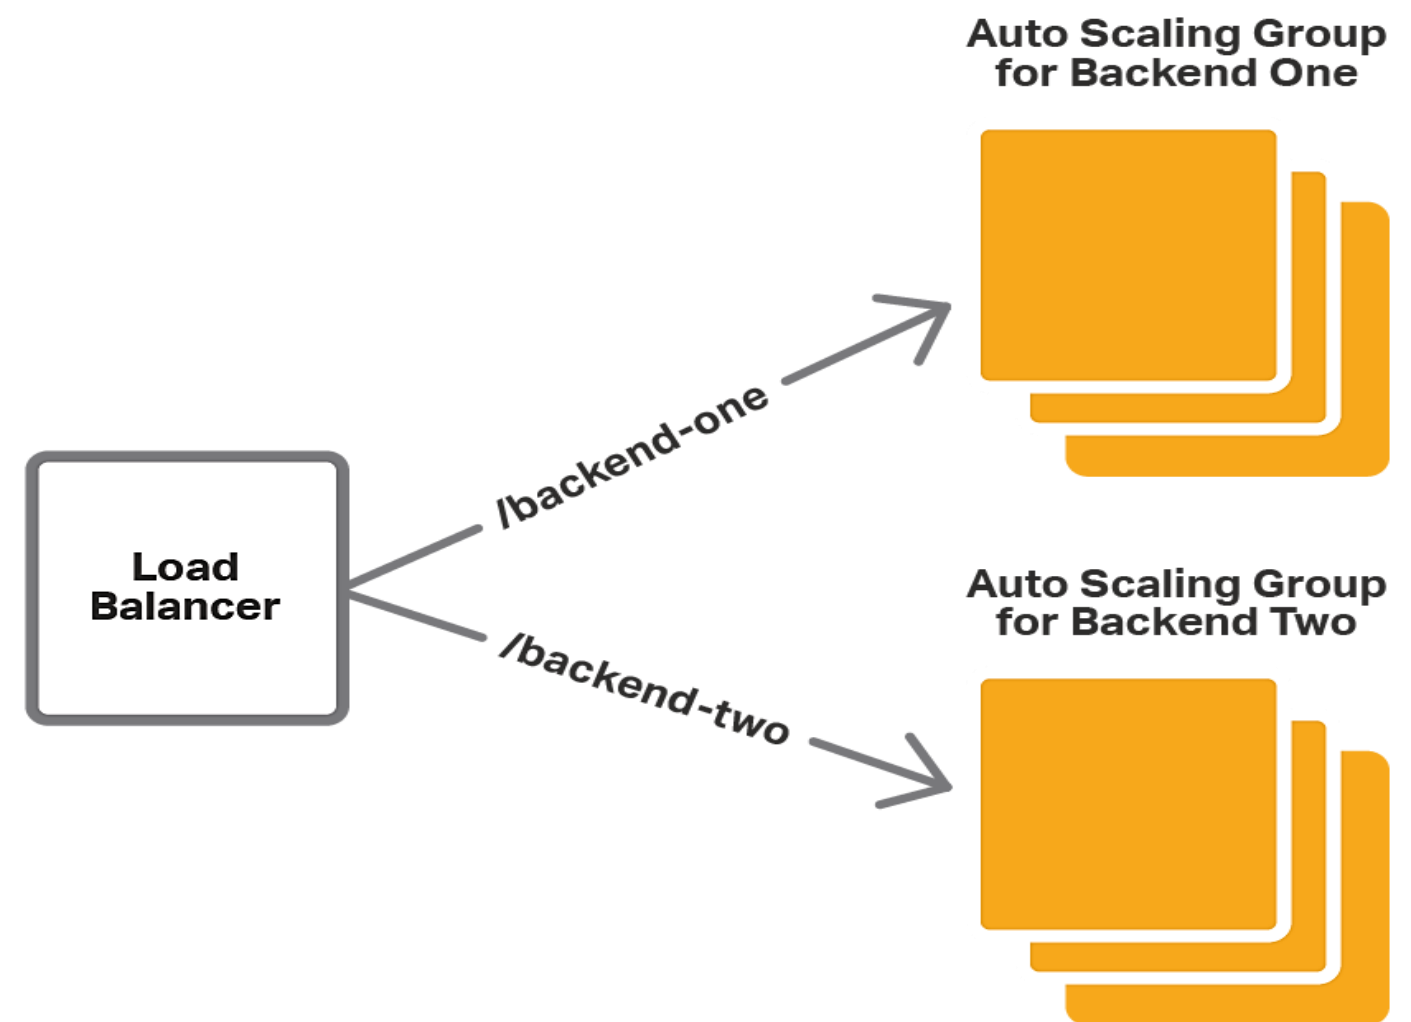 Auto Scaling Group
for Backend One
/backend-one
Load
Balancer
/backend-two
Auto Scaling Group
for Backend Two